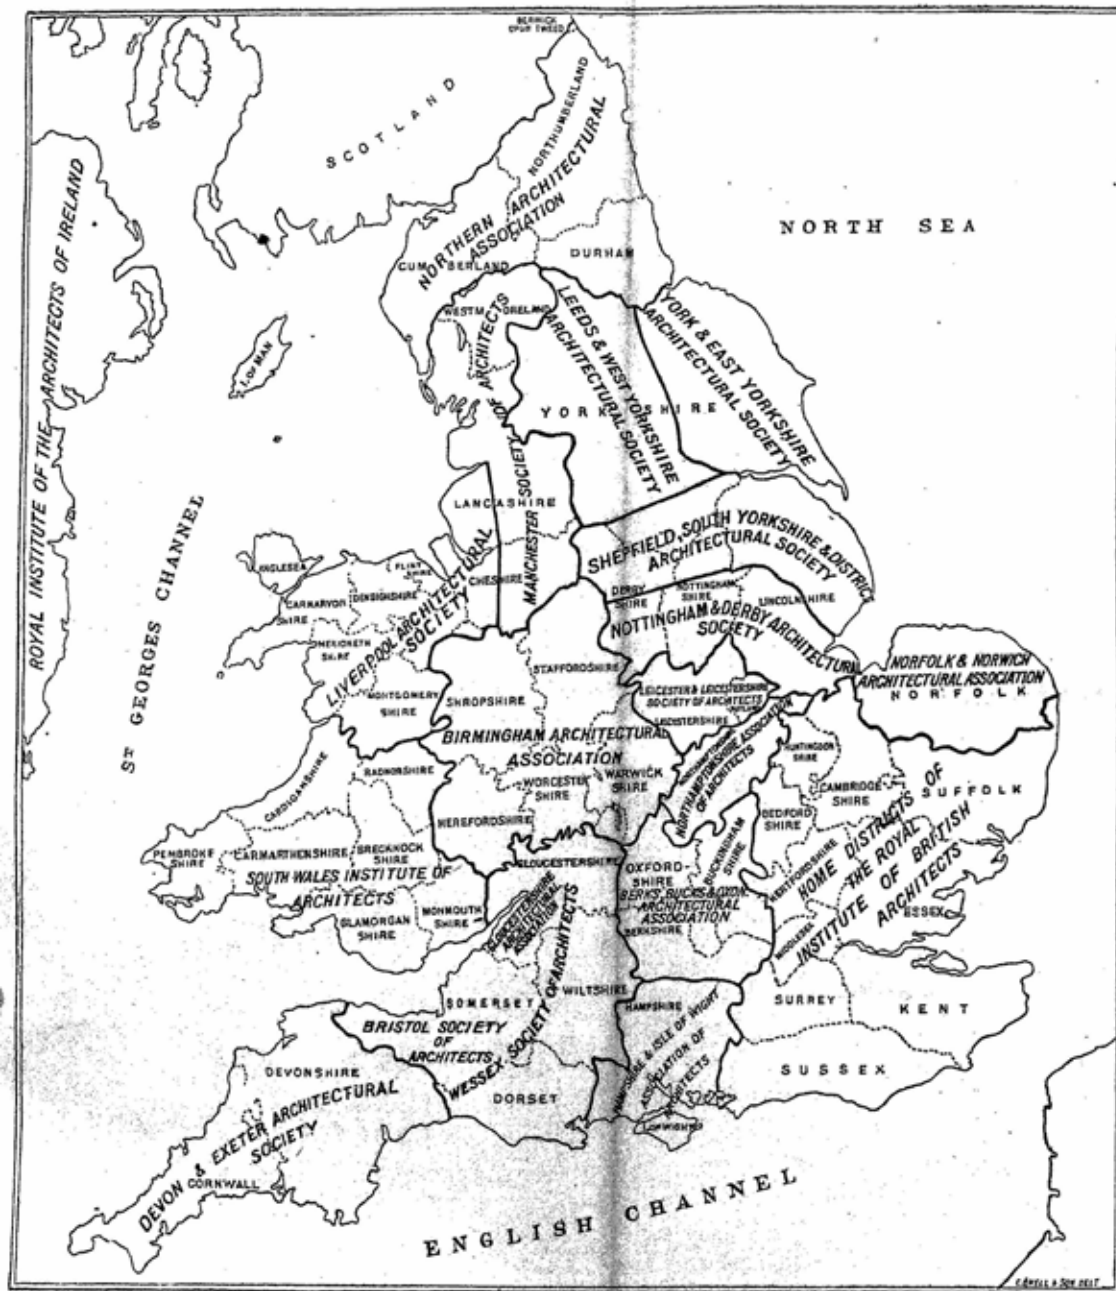 BERWICK
UPON TWEED
SCOTLAND
NORTHUMBERLAND
NORTHERN ARCHITECTURAL
ASSOCIATION
NORTH SEA
CUMBERLAND
DURHAM
WESTMORELAND
I. OF MAN
ROYAL INSTITUTE OF THE ARCHITECTS OF IRELAND
ST GEORGES CHANNEL
LEEDS & WEST YORKSHIRE
ARCHITECTURAL SOCIETY
YORK & EAST YORKSHIRE
ARCHITECTURAL SOCIETY
YORKSHIRE
MANCHESTER SOCIETY OF ARCHITECTS
LANCASHIRE
SHEFFIELD, SOUTH YORKSHIRE & DISTRICT
ARCHITECTURAL SOCIETY
CHESHIRE
FLINT
SHIRE
DENBIGHSHIRE
CARNARVON
SHIRE
MERIONETH
SHIRE
LIVERPOOL ARCHITECTURAL
SOCIETY
MONTGOMERY
SHIRE
DERBY
SHIRE
NOTTINGHAM
SHIRE
LINCOLNSHIRE
NOTTINGHAM & DERBY ARCHITECTURAL
SOCIETY
STAFFORDSHIRE
SHROPSHIRE
LEICESTER & LEICESTERSHIRE
SOCIETY OF ARCHITECTS
NORFOLK & NORWICH
ARCHITECTURAL ASSOCIATION
NORFOLK
BIRMINGHAM ARCHITECTURAL
ASSOCIATION
NORTHAMPTONSHIRE ASSOCIATION
OF ARCHITECTS
HUNTINGDON
SHIRE
CAMBRIDGE
SHIRE
SUFFOLK
RADNORSHIRE
CARDIGANSHIRE
WORCESTER
SHIRE
WARWICK
SHIRE
HEREFORDSHIRE
BEDFORD
SHIRE
BUCKINGHAM
SHIRE
HERTFORDSHIRE
HOME DISTRICTS OF
THE ROYAL
INSTITUTE OF BRITISH
ARCHITECTS
PEMBROKE
SHIRE
CARMARTHENSHIRE
BRECKNOCK
SHIRE
SOUTH WALES INSTITUTE OF
ARCHITECTS
GLAMORGAN
SHIRE
MONMOUTH
SHIRE
GLOUCESTERSHIRE
GLOUCESTERSHIRE
ARCHITECTURAL
ASSOCIATION
OXFORD
SHIRE
BERKS, BUCKS & OXON
ARCHITECTURAL
ASSOCIATION
BERKSHIRE
ESSEX
MIDDLESEX
SURREY
KENT
SUSSEX
SOMERSET
WILTSHIRE
HAMPSHIRE
BRISTOL SOCIETY
OF
ARCHITECTS
WESSEX SOCIETY OF ARCHITECTS
HAMPSHIRE & ISLE OF WIGHT
ASSOCIATION OF
ARCHITECTS
DORSET
DEVONSHIRE
DEVON & EXETER ARCHITECTURAL
SOCIETY
CORNWALL
ENGLISH CHANNEL